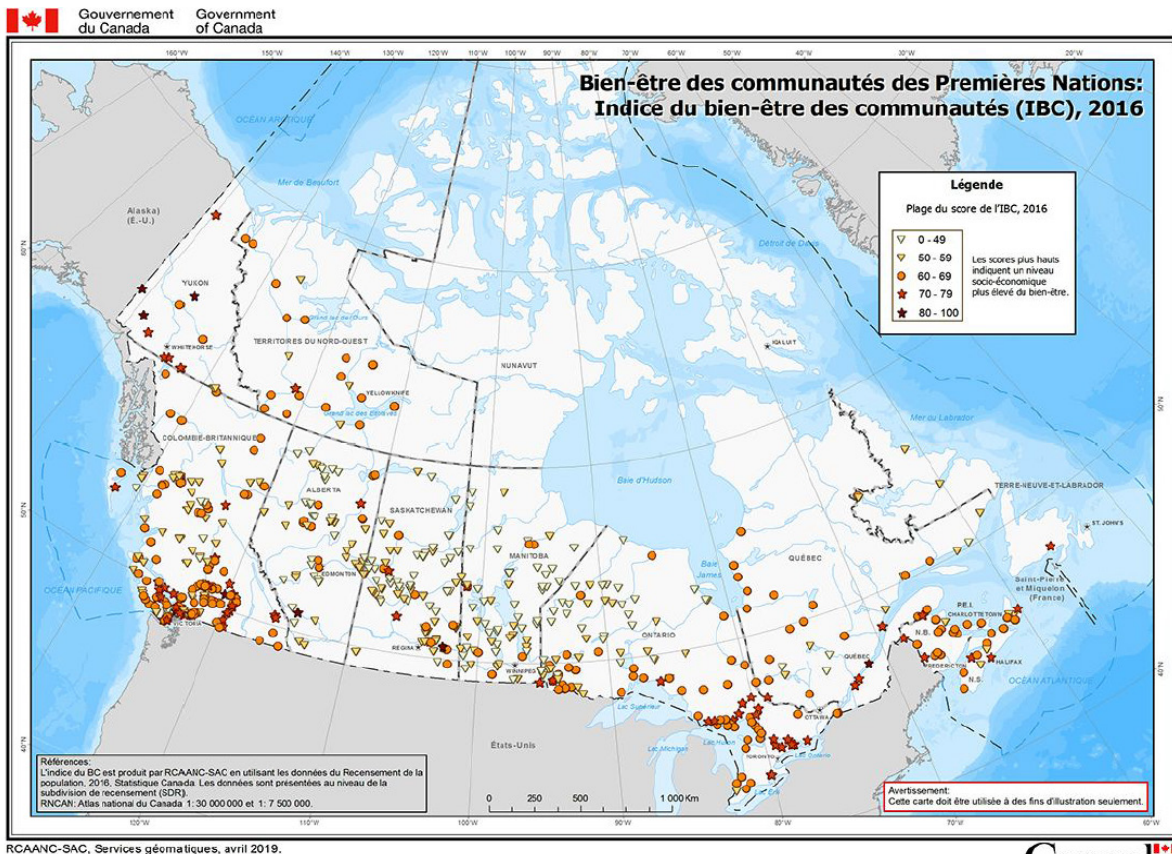 Gouvernement du Canada
Government of Canada
160°W 150°W 140°W 130°W 120°W 110°W 100°W 90°W 80°W 70°W 60°W 50°W 40°W 30°W 20°W
Bien-être des communautés des Premières Nations:
Indice du bien-être des communautés (IBC), 2016
OCÉAN ARCTIQUE
Mer de Beaufort
Alaska)
(É.-U.)
Détroit de Davis
Légende
Plage du score de l'IBC, 2016
0 - 49
50 - 59
60 - 69
70 - 79
80 - 100
Les scores plus hauts
indiquent un niveau
socio-économique
plus élevé du bien-être.
60°N
50°N
40°N
YUKON
WHITEHORSE
Grand lac de l'Ours
TERRITOIRES DU NORD-OUEST
YELLOWKNIFE
Grand lac des Esclaves
NUNAVUT
IQALUIT
Mer du Labrador
50°N
40°N
COLOMBIE-BRITANNIQUE
ALBERTA
SASKATCHEWAN
MANITOBA
Baie d'Hudson
Baie
James
QUÉBEC
TERRE-NEUVE-ET-LABRADOR
ST. JOHN'S
Saint-Pierre
et Miquelon
(France)
OCÉAN PACIFIQUE
EDMONTON
VICTORIA
REGINA
WINNIPEG
ONTARIO
QUÉBEC
OTTAWA
TORONTO
P.E.I.
CHARLOTTETOWN
N.B.
FREDERICTON
HALIFAX
N.S.
OCÉAN ATLANTIQUE
Lac Supérieur
Lac Michigan
Lac Huron
Lac Ontario
Lac Érié
États-Unis
Références:
L'indice du BC est produit par RCAANC-SAC en utilisant les données du Recensement de la
population, 2016, Statistique Canada. Les données sont présentées au niveau de la
subdivision de recensement (SDR).
RNCAN: Atlas national du Canada 1: 30 000 000 et 1: 7 500 000.
0 250 500 1 000 Km
Avertissement:
Cette carte doit être utilisée à des fins d'illustration seulement.
120°W 110°W 100°W 90°W 80°W 70°W 60°W
RCAANC-SAC, Services géomatiques, avril 2019.